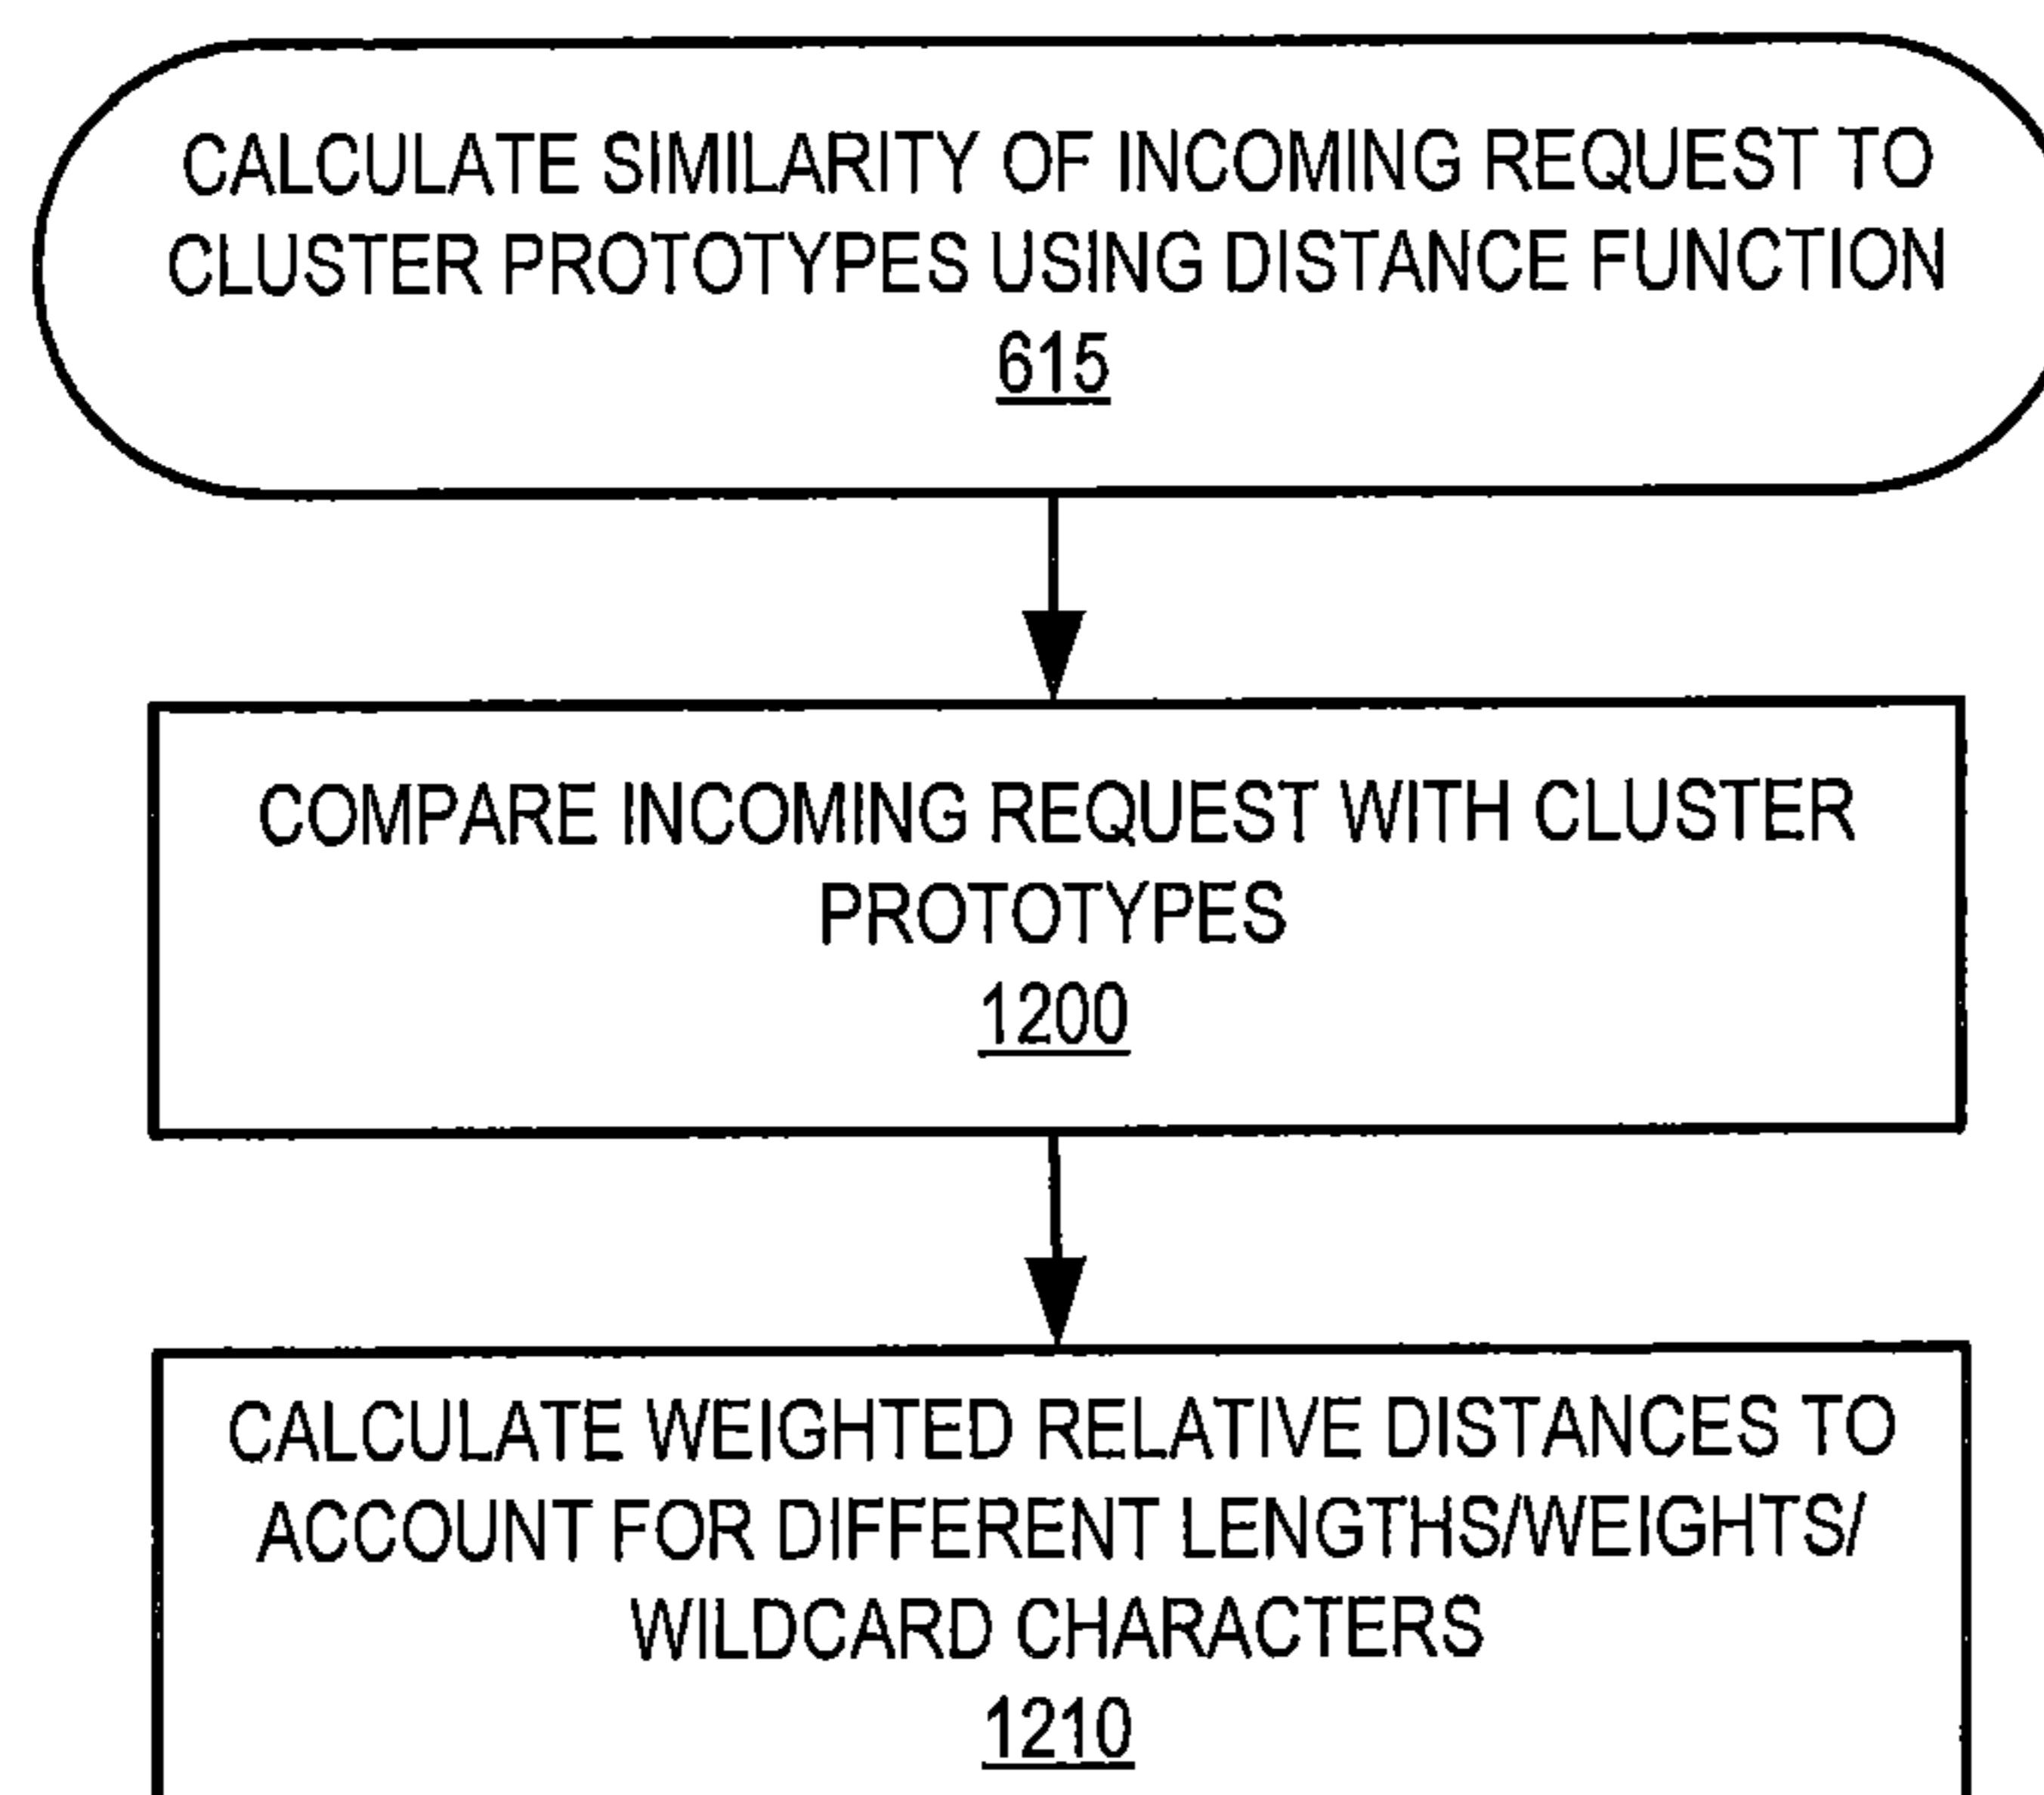 CALCULATE SIMILARITY OF INCOMING REQUEST TO
CLUSTER PROTOTYPES USING DISTANCE FUNCTION
615
COMPARE INCOMING REQUEST WITH CLUSTER
PROTOTYPES
1200
CALCULATE WEIGHTED RELATIVE DISTANCES TO
ACCOUNT FOR DIFFERENT LENGTHS/WEIGHTS/
WILDCARD CHARACTERS
1210